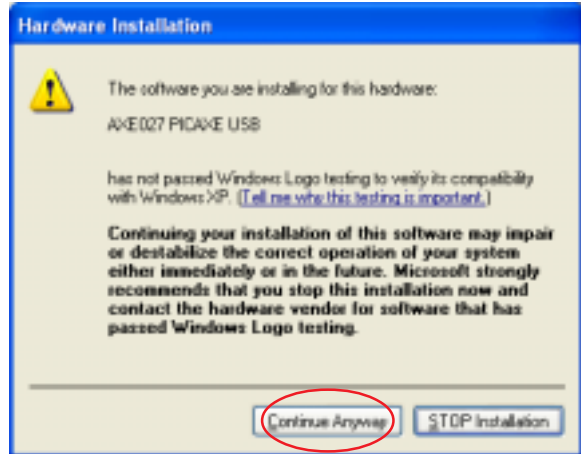 Hardware Installation
The software you are installing for this hardware:
AXE027 PICAXE USB
has not passed Windows Logo testing to verify its compatibility
with Windows XP. (Tell me why this testing is important.)
Continuing your installation of this software may impair
or destabilize the correct operation of your system
either immediately or in the future. Microsoft strongly
recommends that you stop this installation now and
contact the hardware vendor for software that has
passed Windows Logo testing.
Continue Anyway
STOP Installation